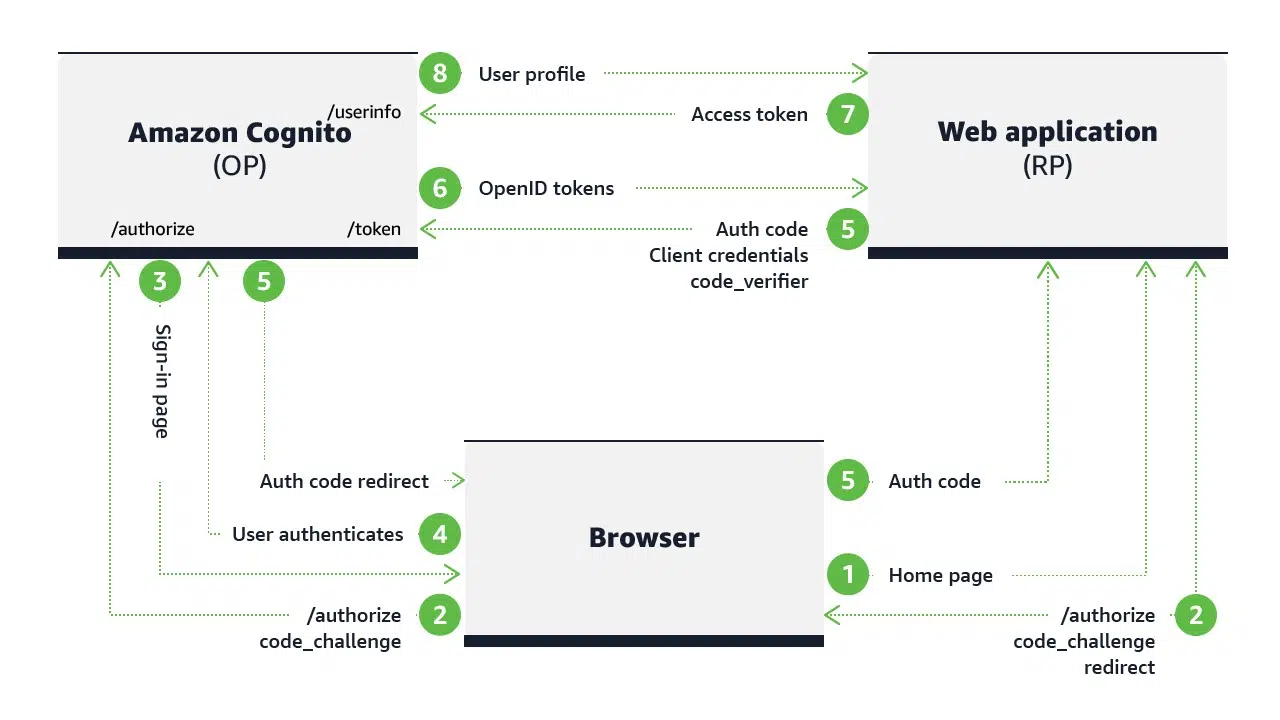 8 User profile
/userinfo
Access token 7
Amazon Cognito
(OP)
Web application
(RP)
6 OpenID tokens
/authorize
/token
Auth code 5
Client credentials
code_verifier
3
5
Sign-in page
Auth code redirect
User authenticates 4
/authorize 2
code_challenge
Browser
5 Auth code
1 Home page
/authorize 2
code_challenge
redirect